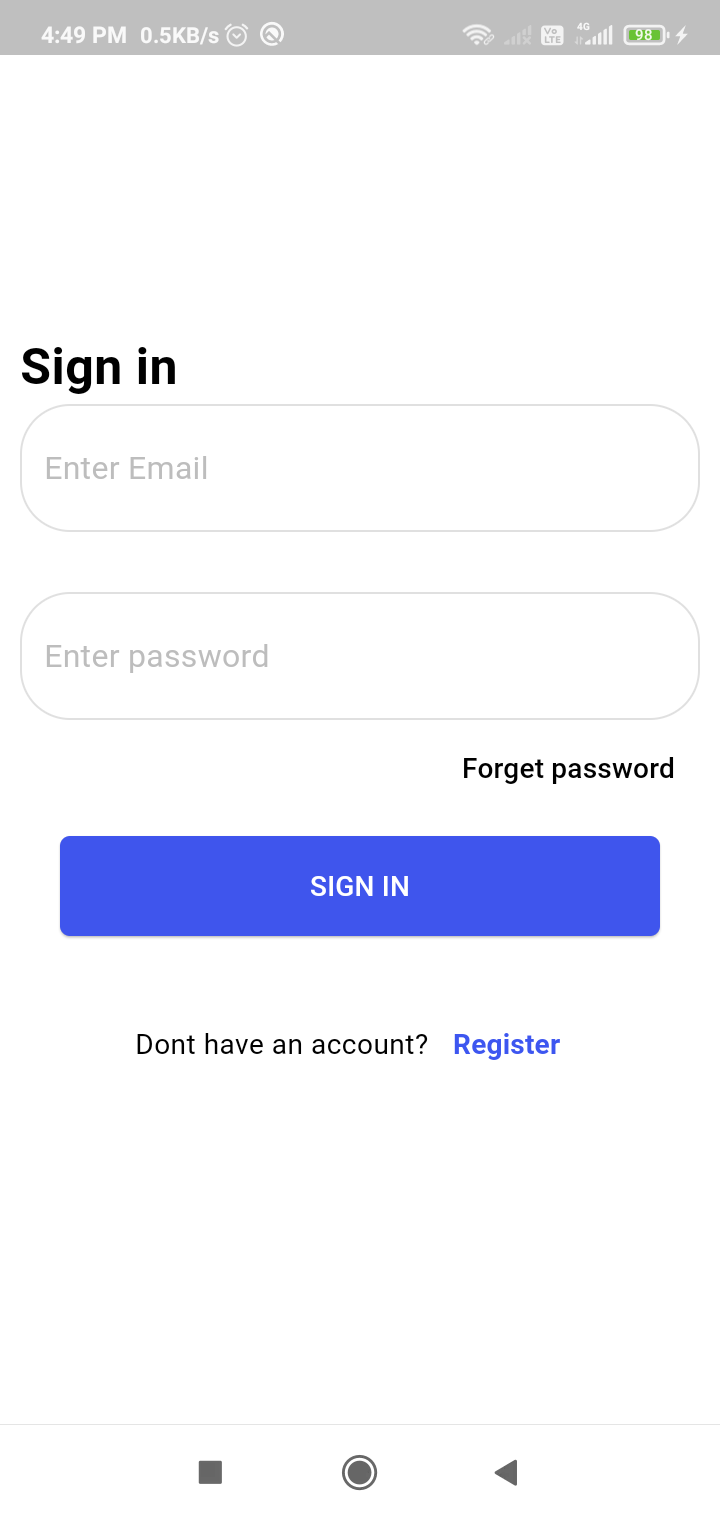 4:49 PM 0.5KB/s Vo LTE 4G 98
Sign in
Enter Email
Enter password
Forget password
SIGN IN
Dont have an account? Register